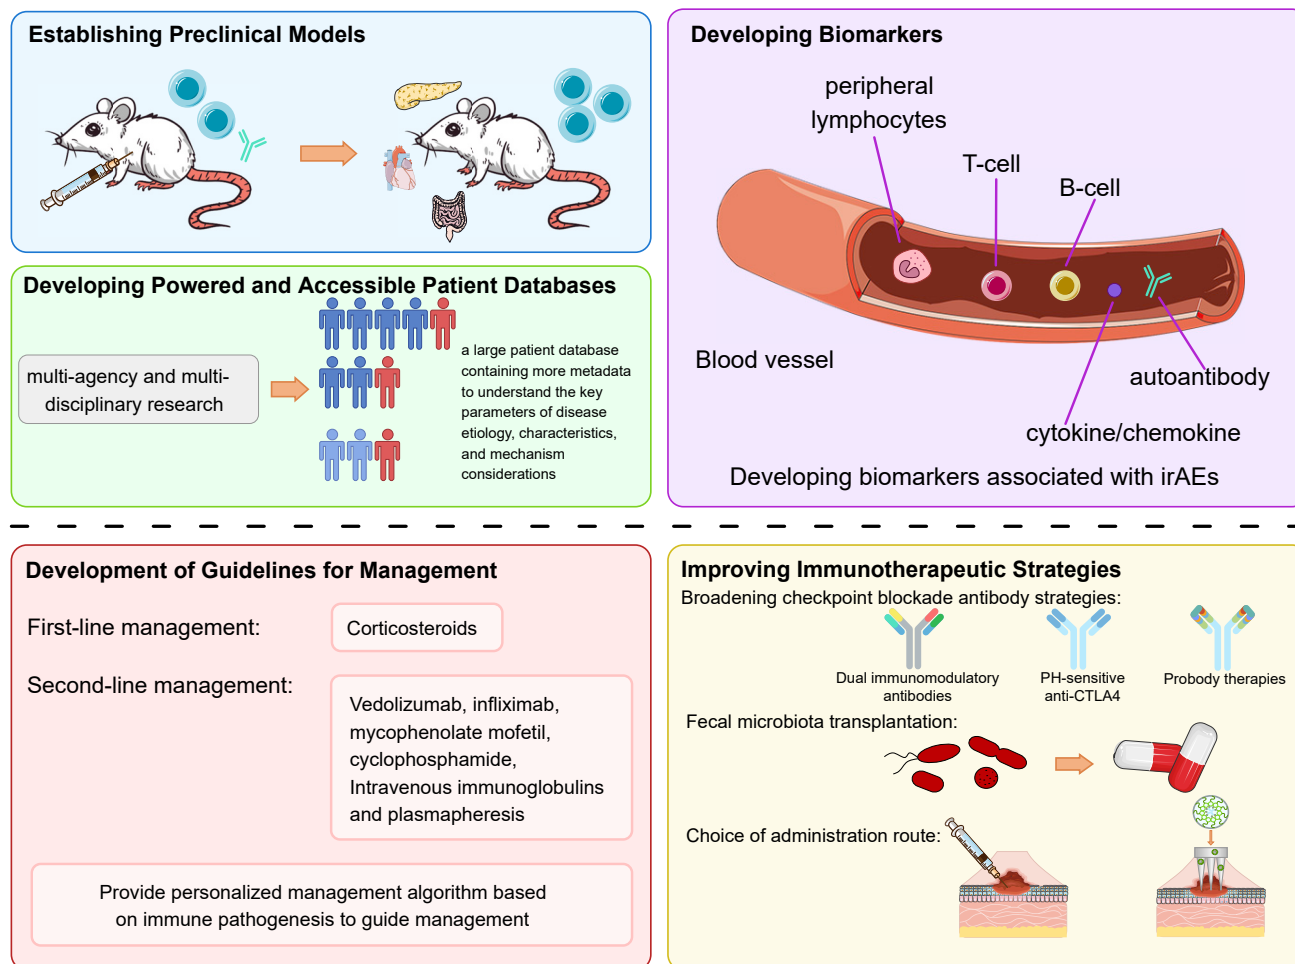 Establishing Preclinical Models
Developing Powered and Accessible Patient Databases
multi-agency and multi-
disciplinary research
a large patient database
containing more metadata
to understand the key
parameters of disease
etiology, characteristics,
and mechanism
considerations
Developing Biomarkers
peripheral
lymphocytes
T-cell
B-cell
Blood vessel
autoantibody
cytokine/chemokine
Developing biomarkers associated with irAEs
Development of Guidelines for Management
First-line management:
Corticosteroids
Second-line management:
Vedolizumab, infliximab,
mycophenolate mofetil,
cyclophosphamide,
Intravenous immunoglobulins
and plasmapheresis
Provide personalized management algorithm based
on immune pathogenesis to guide management
Improving Immunotherapeutic Strategies
Broadening checkpoint blockade antibody strategies:
Dual immunomodulatory
antibodies
PH-sensitive
anti-CTLA4
Probody therapies
Fecal microbiota transplantation:
Choice of administration route: